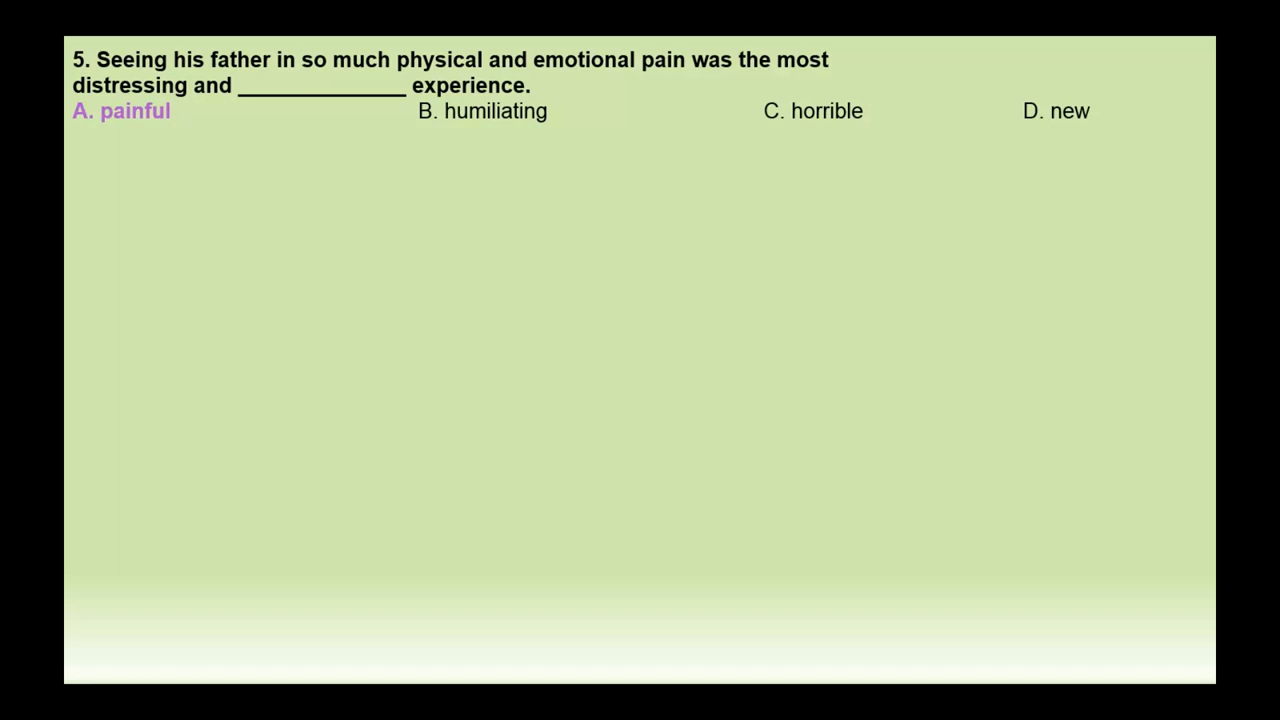 5. Seeing his father in so much physical and emotional pain was the most
distressing and ______________ experience.
A. painful B. humiliating C. horrible D. new